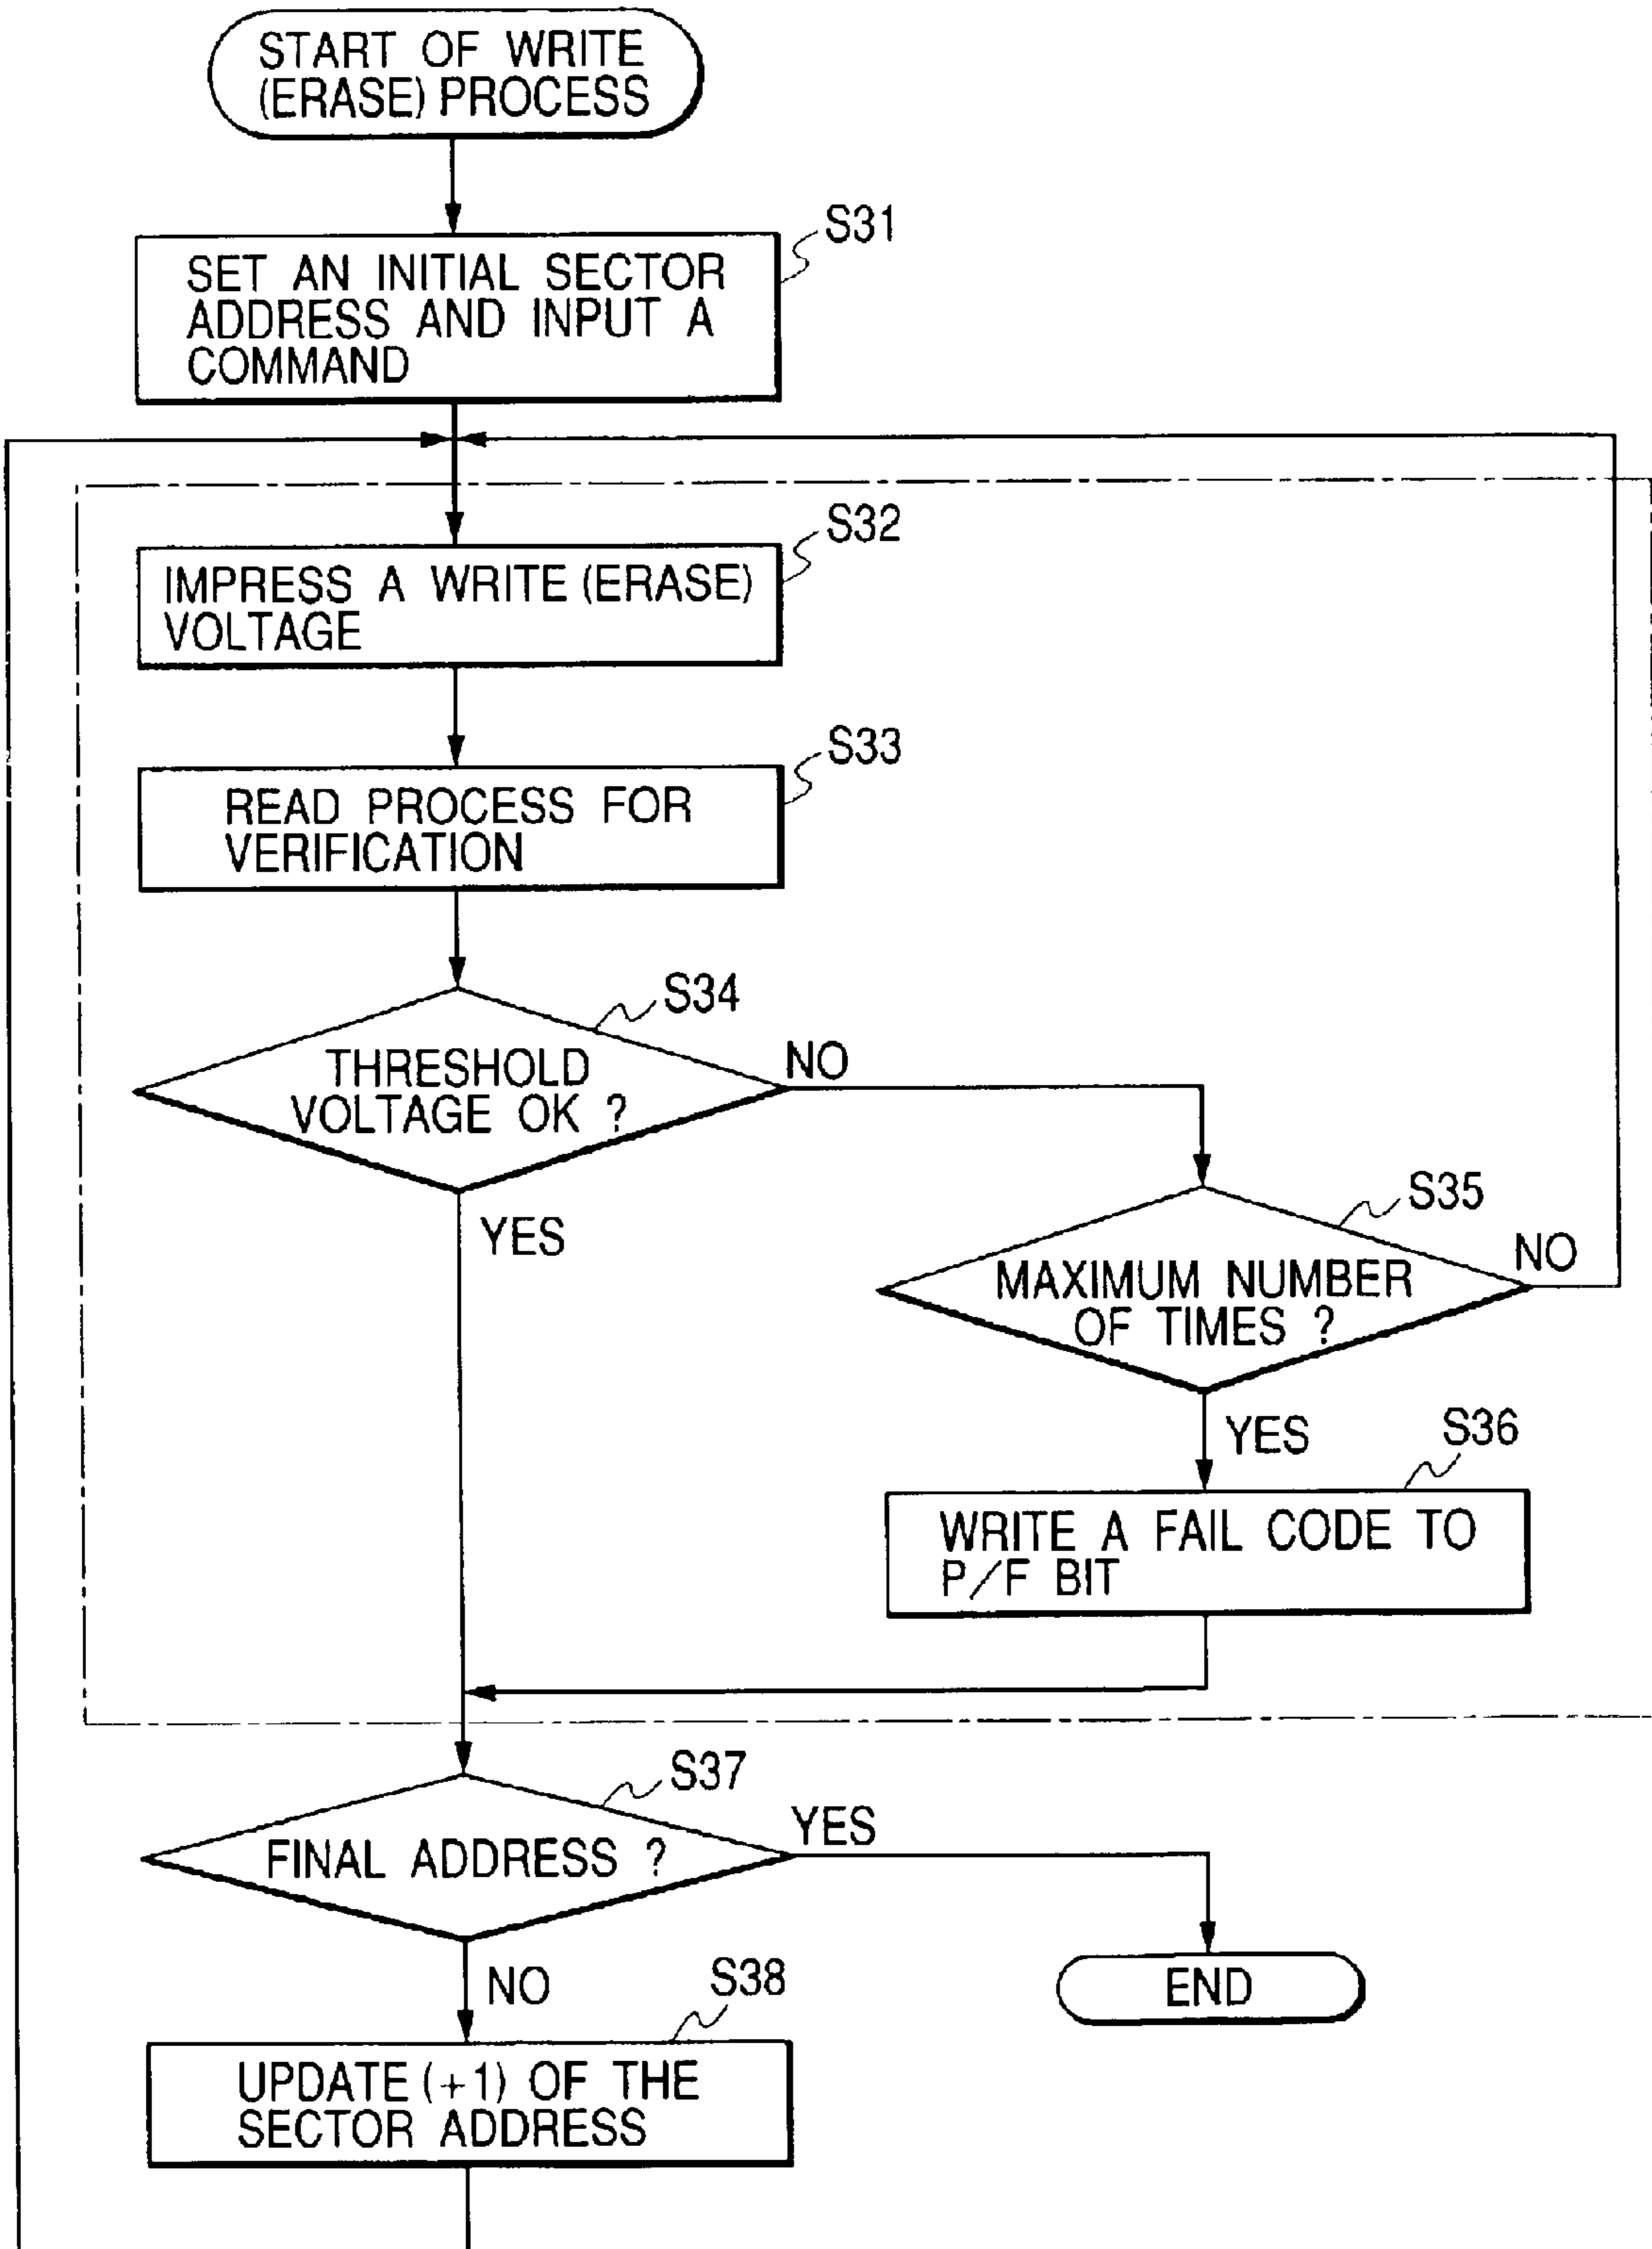 START OF WRITE
(ERASE) PROCESS
S31
SET AN INITIAL SECTOR
ADDRESS AND INPUT A
COMMAND
S32
IMPRESS A WRITE (ERASE)
VOLTAGE
S33
READ PROCESS FOR
VERIFICATION
S34
THRESHOLD
VOLTAGE OK ?
NO
YES
S35
MAXIMUM NUMBER
OF TIMES ?
NO
YES
S36
WRITE A FAIL CODE TO
P/F BIT
S37
FINAL ADDRESS ?
YES
END
NO
S38
UPDATE (+1) OF THE
SECTOR ADDRESS